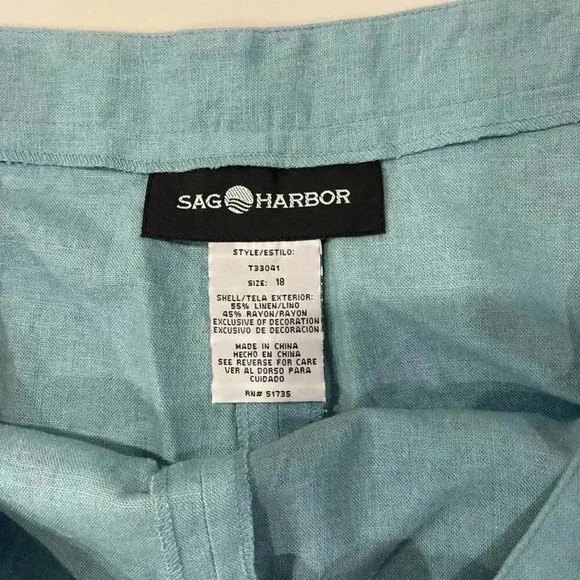 SAG HARBOR
STYLE/ESTILO:
T33041
SIZE: 18
SHELL/TELA EXTERIOR:
55% LINEN/LINO
45% RAYON/RAYON
EXCLUSIVE OF DECORATION
EXCUSIVO DE DECORACION
MADE IN CHINA
HECHO EN CHINA
SEE REVERSE FOR CARE
VER AL DORSO PARA
CUIDADO
RN# 51735